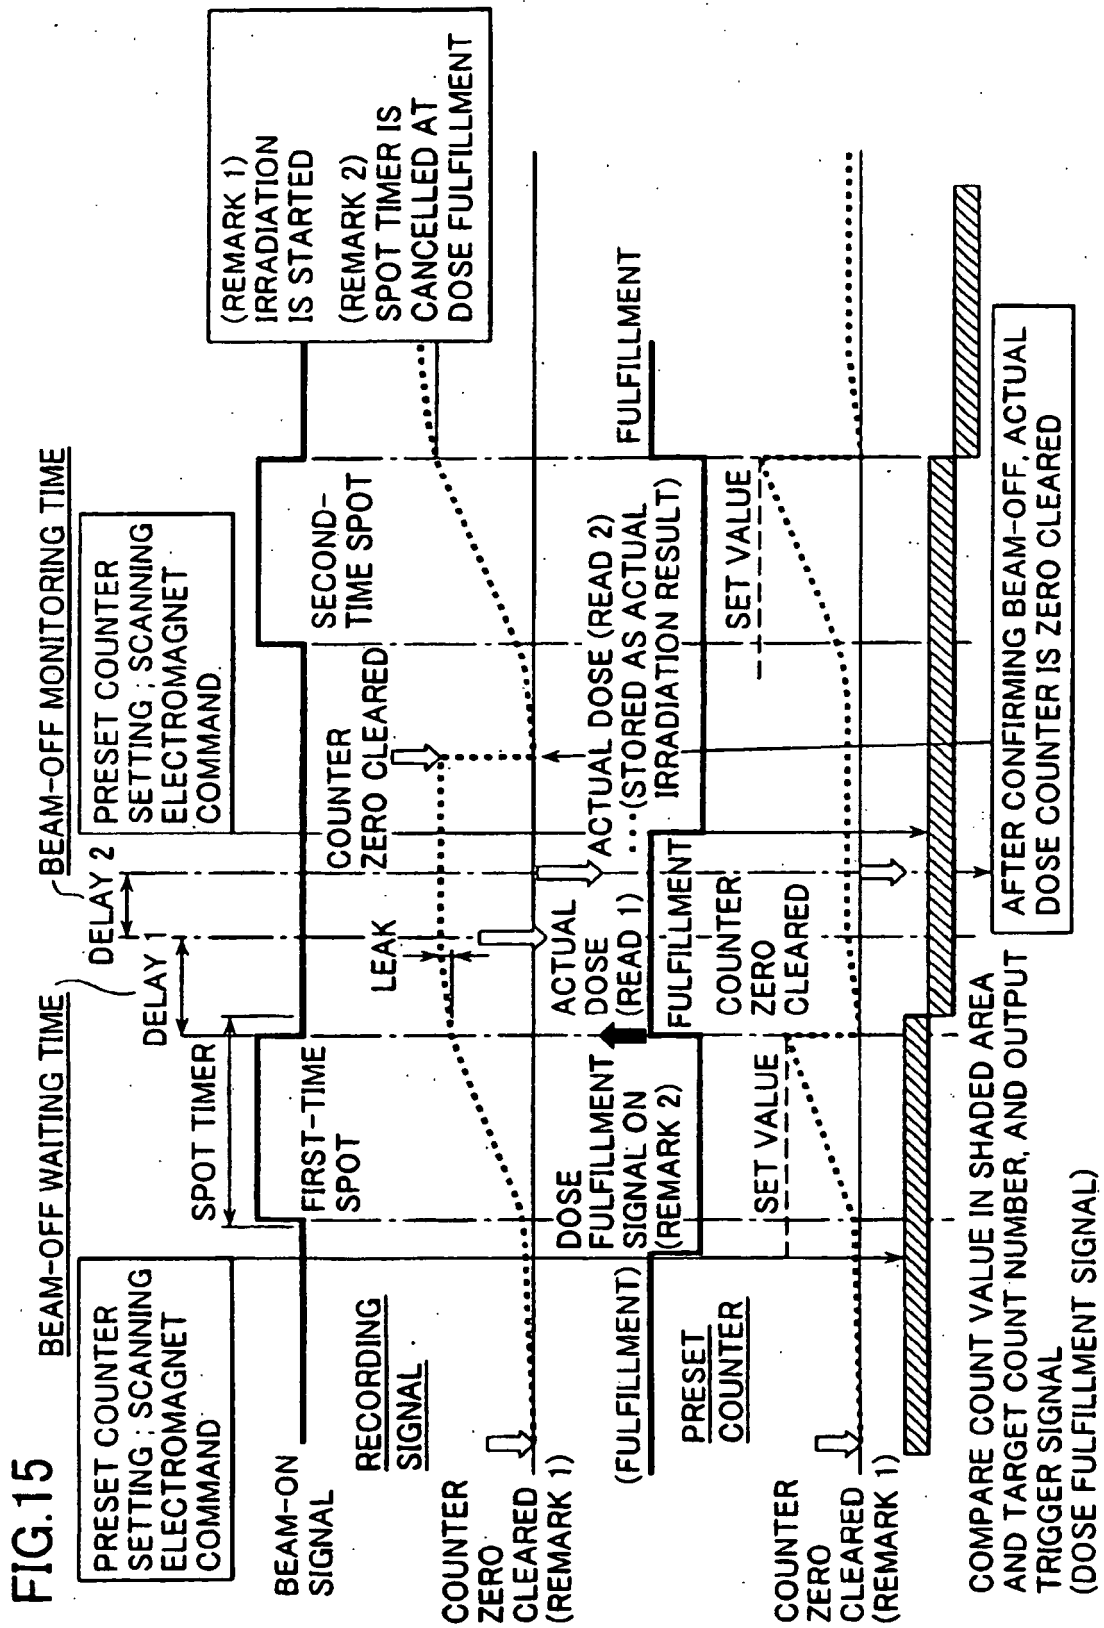 FIG.15
BEAM-OFF WAITING TIME
BEAM-OFF MONITORING TIME
PRESET COUNTER
SETTING ; SCANNING
ELECTROMAGNET
COMMAND
SPOT TIMER
DELAY 1
DELAY 2
PRESET COUNTER
SETTING ; SCANNING
ELECTROMAGNET
COMMAND
(REMARK 1)
IRRADIATION
IS STARTED
(REMARK 2)
SPOT TIMER IS
CANCELLED AT
DOSE FULFILLMENT
BEAM-ON
SIGNAL
FIRST-TIME
SPOT
SECOND-
TIME SPOT
RECORDING
SIGNAL
LEAK
COUNTER
ZERO CLEARED
COUNTER
ZERO
CLEARED
(REMARK 1)
DOSE
FULFILLMENT
SIGNAL ON
(REMARK 2)
ACTUAL
DOSE
(READ 1)
ACTUAL DOSE (READ 2)
···(STORED AS ACTUAL
IRRADIATION RESULT)
(FULFILLMENT)
FULFILLMENT
FULFILLMENT
PRESET
COUNTER
SET VALUE
COUNTER
ZERO
CLEARED
SET VALUE
COUNTER
ZERO
CLEARED
(REMARK 1)
COMPARE COUNT VALUE IN SHADED AREA
AND TARGET COUNT NUMBER, AND OUTPUT
TRIGGER SIGNAL
(DOSE FULFILLMENT SIGNAL)
AFTER CONFIRMING BEAM-OFF, ACTUAL
DOSE COUNTER IS ZERO CLEARED